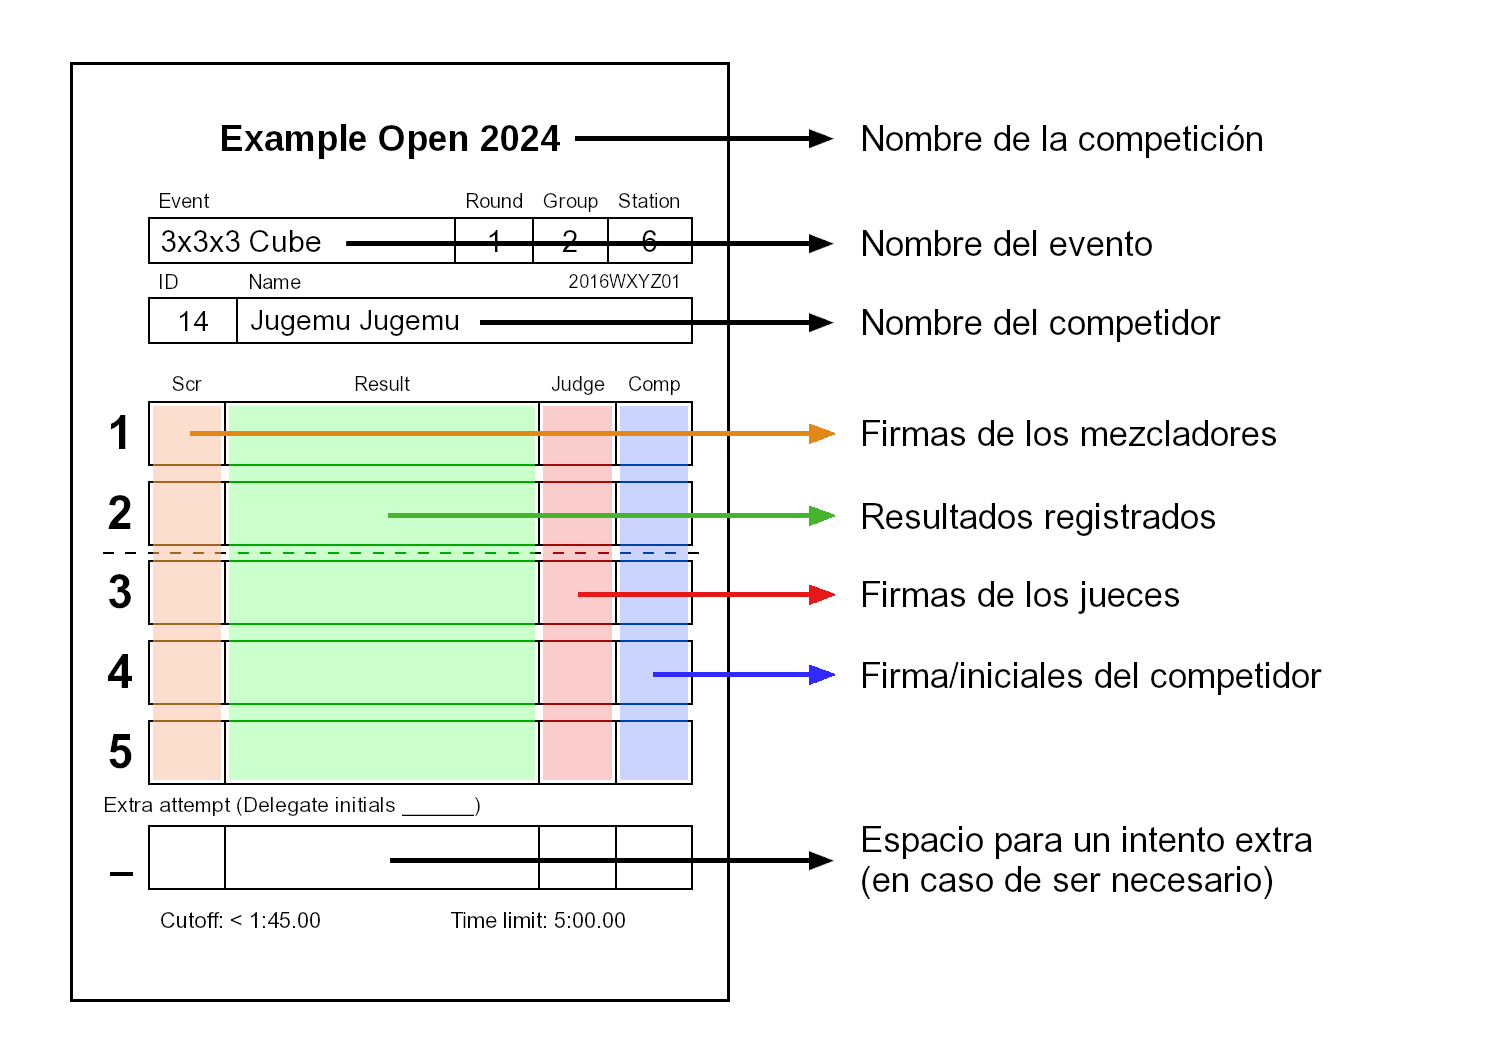 Example Open 2024
Nombre de la competición
Event Round Group Station
3x3x3 Cube 1 2 6
Nombre del evento
ID Name 2016WXYZ01
14 Jugemu Jugemu
Nombre del competidor
Scr Result Judge Comp
1
Firmas de los mezcladores
2
Resultados registrados
3
Firmas de los jueces
4
Firma/iniciales del competidor
5
Extra attempt (Delegate initials ______)
_
Espacio para un intento extra
(en caso de ser necesario)
Cutoff: < 1:45.00 Time limit: 5:00.00